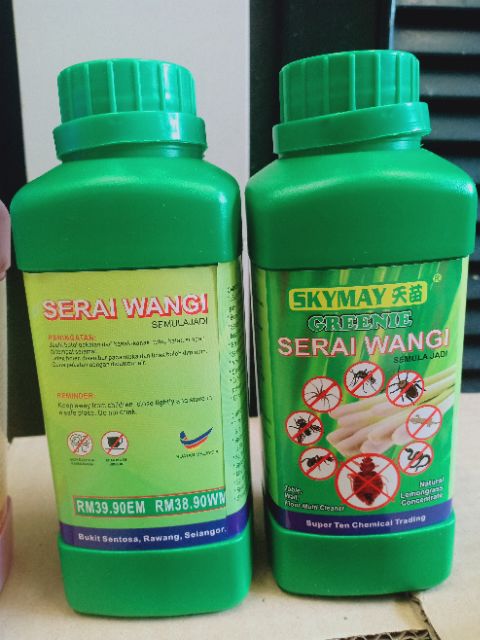 SERAI WANGI
SEMULAJADI
PERINGATAN:
REMINDER:
Keep away from children, close tightly and store in
a safe place. Do not drink.
RM39.90EM RM38.90WM
Bukit Sentosa, Rawang, Selangor.
SKYMAY 天苗 ®
GREENIE
SERAI WANGI
SEMULAJADI
Table
Wall
Floor Multi Cleaner
Natural
Lemongrass
Concentrate
Super Ten Chemical Trading